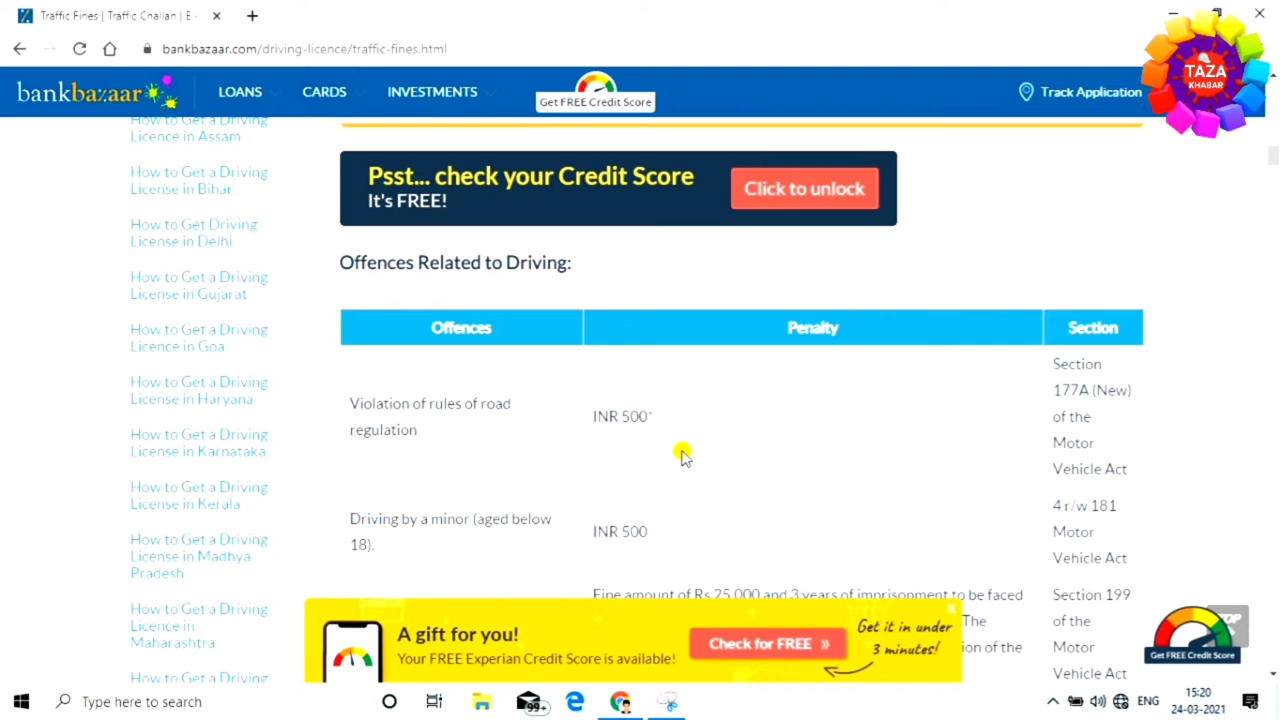 Traffic Fines | Traffic Challan | E -
bankbazaar.com/driving-licence/traffic-fines.html
bankbazaar
LOANS
CARDS
INVESTMENTS
Get FREE Credit Score
Track Application
TAZA
KHABAR
How to Get a Driving
Licence in Assam
How to Get a Driving
License in Bihar
How to Get Driving
License in Delhi
How to Get a Driving
License in Gujarat
How to Get a Driving
Licence in Goa
How to Get a Driving
License in Haryana
How to Get a Driving
License in Karnataka
How to Get a Driving
License in Kerala
How to Get a Driving
License in Madhya
Pradesh
How to Get a Driving
Licence in
Maharashtra
How to Get a Driving
Psst... check your Credit Score
It's FREE!
Click to unlock
Offences Related to Driving:
Offences
Penalty
Section
Violation of rules of road
regulation
INR 500*
Section
177A (New)
of the
Motor
Vehicle Act
Driving by a minor (aged below
18).
INR 500
4 r/w 181
Motor
Vehicle Act
Fine amount of Rs.25,000 and 3 years of imprisonment to be faced
The
ion of the
Section 199
of the
Motor
Vehicle Act
A gift for you!
Your FREE Experian Credit Score is available!
Check for FREE »
Get it in under
3 minutes!
TOP
Get FREE Credit Score
Type here to search
99+
ENG
15:20
24-03-2021